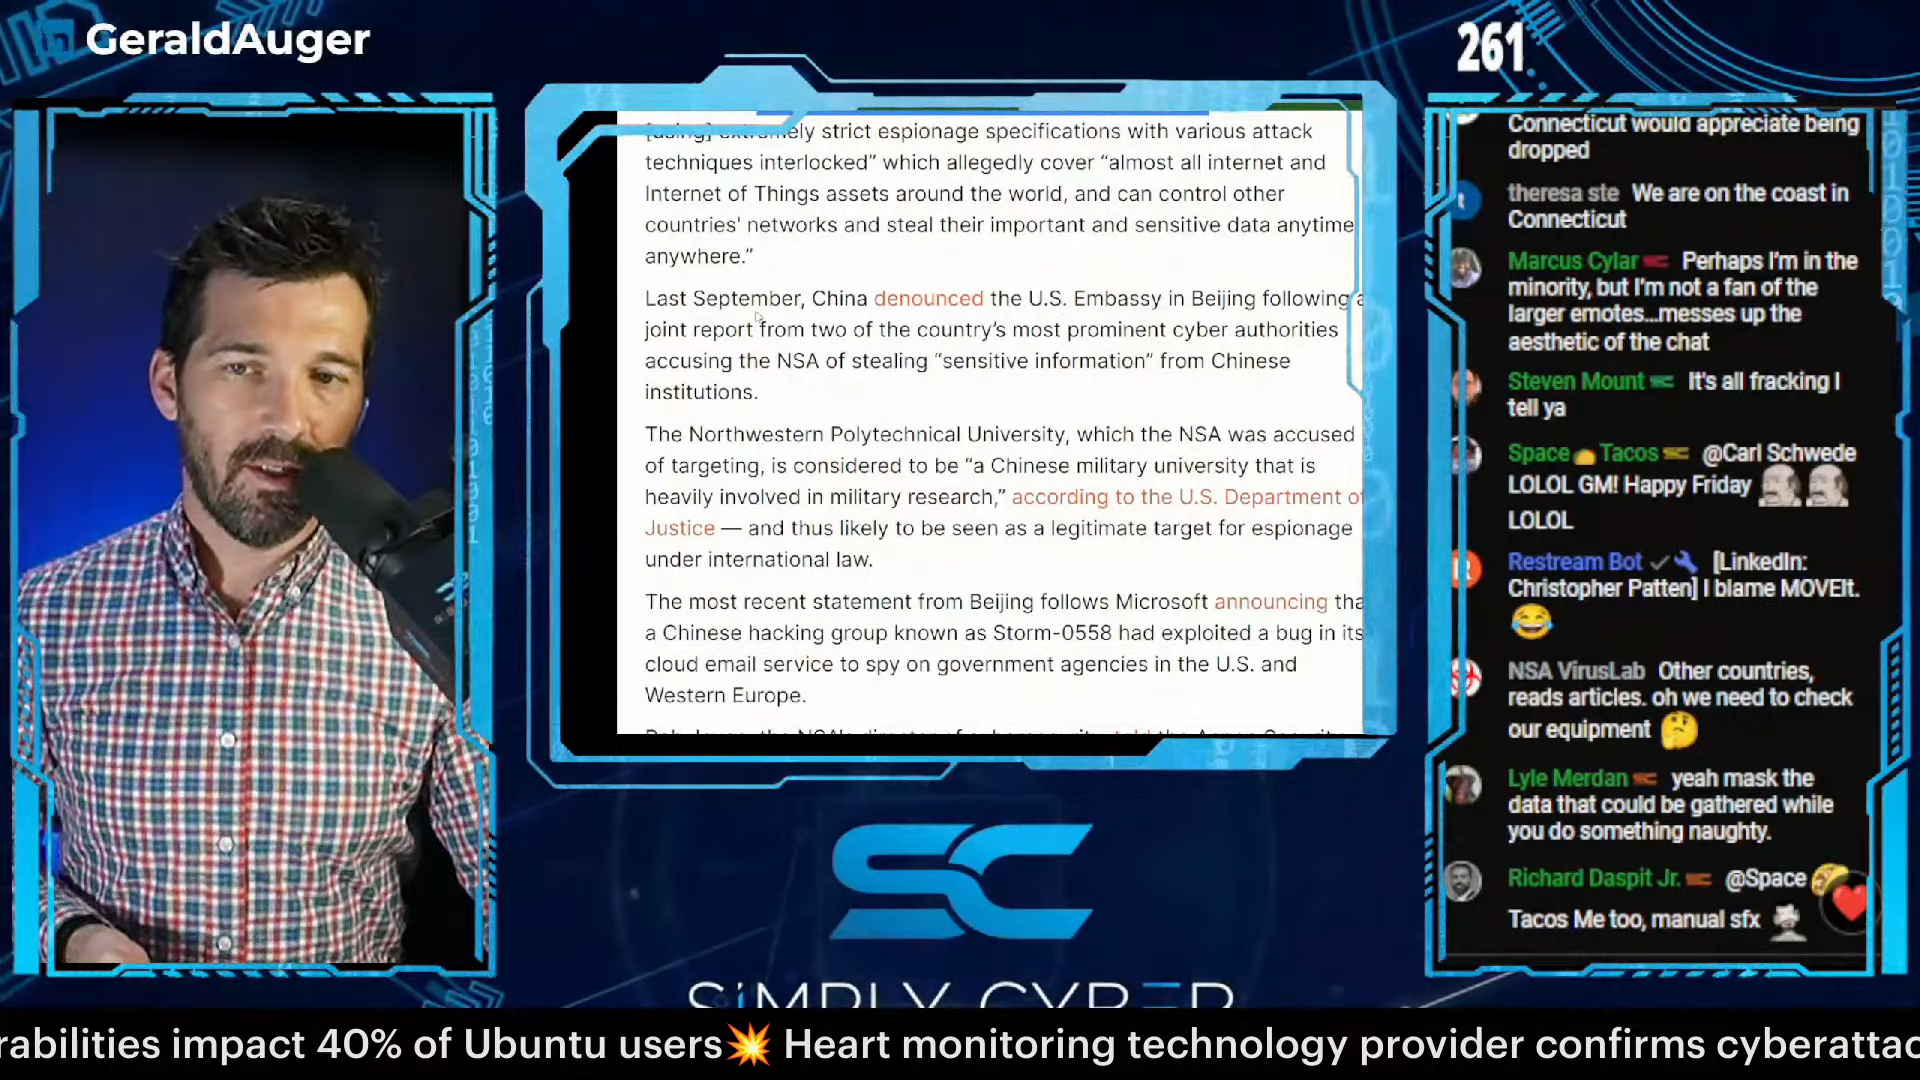 GeraldAuger
261
[using] extremely strict espionage specifications with various attack
techniques interlocked” which allegedly cover “almost all internet and
Internet of Things assets around the world, and can control other
countries' networks and steal their important and sensitive data anytime
anywhere.”
Last September, China denounced the U.S. Embassy in Beijing following a
joint report from two of the country’s most prominent cyber authorities
accusing the NSA of stealing “sensitive information” from Chinese
institutions.
The Northwestern Polytechnical University, which the NSA was accused
of targeting, is considered to be “a Chinese military university that is
heavily involved in military research,” according to the U.S. Department of
Justice — and thus likely to be seen as a legitimate target for espionage
under international law.
The most recent statement from Beijing follows Microsoft announcing tha
a Chinese hacking group known as Storm-0558 had exploited a bug in its
cloud email service to spy on government agencies in the U.S. and
Western Europe.
Connecticut would appreciate being
dropped
theresa ste We are on the coast in
Connecticut
Marcus Cylar Perhaps I'm in the
minority, but I'm not a fan of the
larger emotes...messes up the
aesthetic of the chat
Steven Mount It's all fracking I
tell ya
Space Tacos @Carl Schwede
LOLOL GM! Happy Friday
LOLOL
Restream Bot [LinkedIn:
Christopher Patten] I blame MOVEit.
😂
NSA VirusLab Other countries,
reads articles. oh we need to check
our equipment 🤔
Lyle Merdan yeah mask the
data that could be gathered while
you do something naughty.
Richard Daspit Jr. @Space 🌮
Tacos Me too, manual sfx
SC
SIMPLY CYBER
rabilities impact 40% of Ubuntu users💥 Heart monitoring technology provider confirms cyberattac